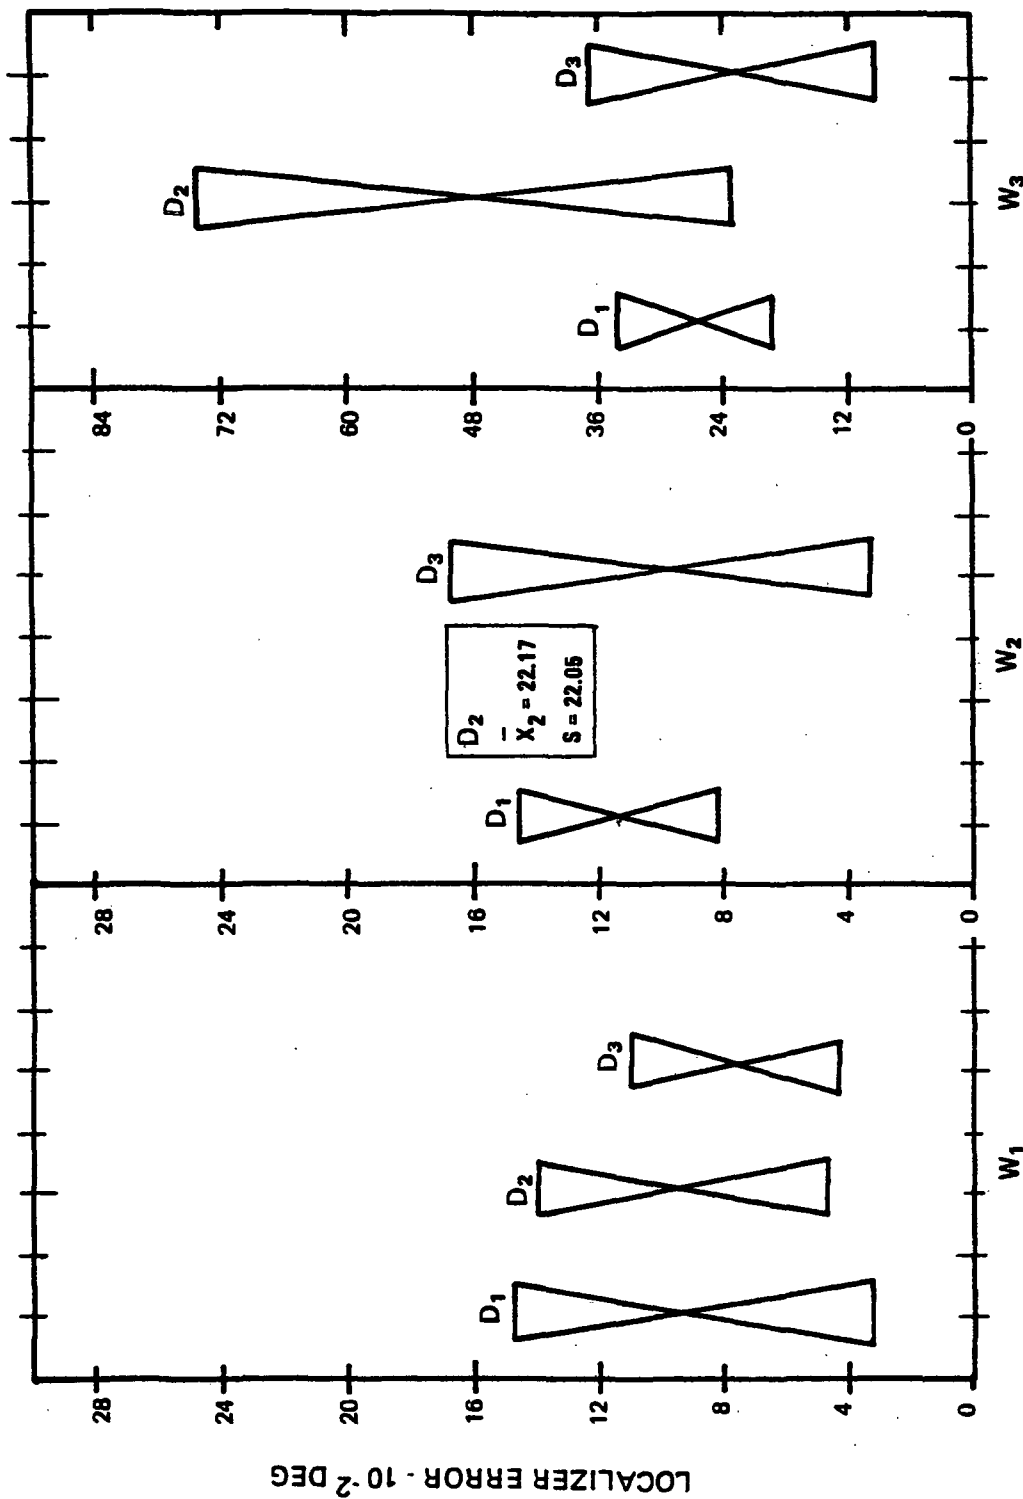 LOCALIZER ERROR - 10⁻² DEG
28
24
20
16
12
8
4
0
D₁
D₂
D₃
W₁
28
24
20
16
12
8
4
0
D₁
D₂
X̄₂ = 22.17
S = 22.05
D₃
W₂
84
72
60
48
36
24
12
0
D₁
D₂
D₃
W₃